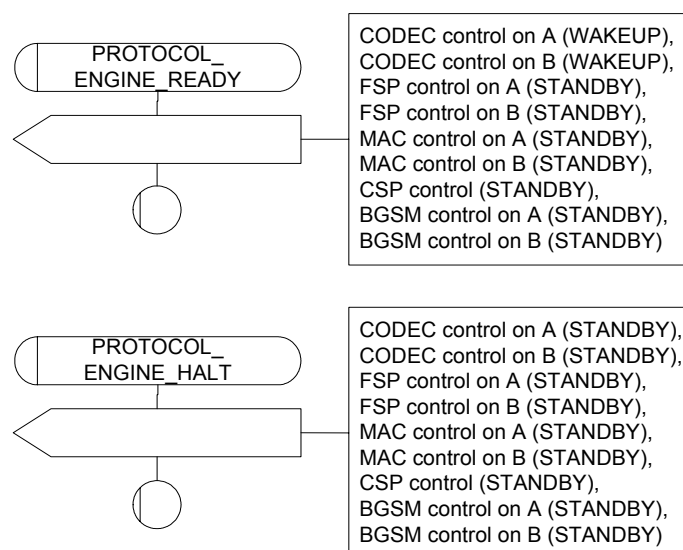 PROTOCOL_
ENGINE_READY
CODEC control on A (WAKEUP),
CODEC control on B (WAKEUP),
FSP control on A (STANDBY),
FSP control on B (STANDBY),
MAC control on A (STANDBY),
MAC control on B (STANDBY),
CSP control (STANDBY),
BGSM control on A (STANDBY),
BGSM control on B (STANDBY)
PROTOCOL_
ENGINE_HALT
CODEC control on A (STANDBY),
CODEC control on B (STANDBY),
FSP control on A (STANDBY),
FSP control on B (STANDBY),
MAC control on A (STANDBY),
MAC control on B (STANDBY),
CSP control (STANDBY),
BGSM control on A (STANDBY),
BGSM control on B (STANDBY)